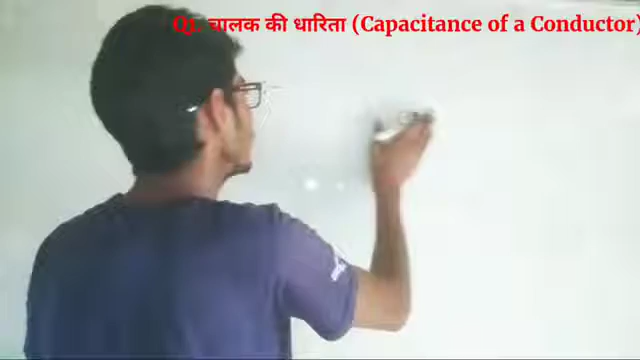 Q1. चालक की धारिता (Capacitance of a Conductor)